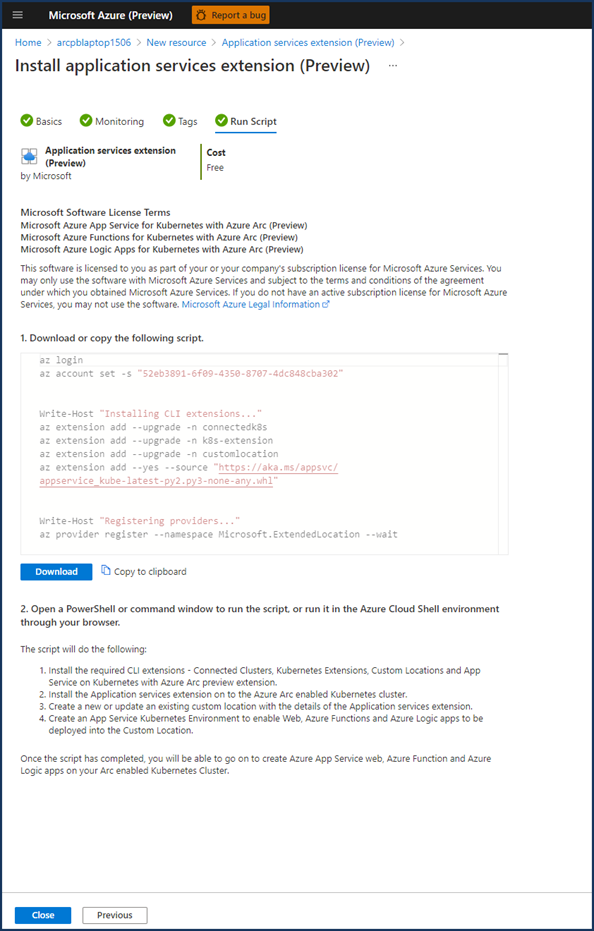 Microsoft Azure (Preview)
Report a bug
Home > arcpblaptop1506 > New resource > Application services extension (Preview) >
Install application services extension (Preview) ...
Basics
Monitoring
Tags
Run Script
Application services extension
(Preview)
by Microsoft
Cost
Free
Microsoft Software License Terms
Microsoft Azure App Service for Kubernetes with Azure Arc (Preview)
Microsoft Azure Functions for Kubernetes with Azure Arc (Preview)
Microsoft Azure Logic Apps for Kubernetes with Azure Arc (Preview)
This software is licensed to you as part of your or your company's subscription license for Microsoft Azure Services. You
may only use the software with Microsoft Azure Services and subject to the terms and conditions of the agreement
under which you obtained Microsoft Azure Services. If you do not have an active subscription license for Microsoft Azure
Services, you may not use the software. Microsoft Azure Legal Information
1. Download or copy the following script.
az login
az account set -s "52eb3891-6f09-4350-8707-4dc848cba302"
Write-Host "Installing CLI extensions..."
az extension add --upgrade -n connectedk8s
az extension add --upgrade -n k8s-extension
az extension add --upgrade -n customlocation
az extension add --yes --source "https://aka.ms/appsvc/
appservice_kube-latest-py2.py3-none-any.whl"
Write-Host "Registering providers..."
az provider register --namespace Microsoft.ExtendedLocation --wait
Download
Copy to clipboard
2. Open a PowerShell or command window to run the script, or run it in the Azure Cloud Shell environment
through your browser.
The script will do the following:
1. Install the required CLI extensions - Connected Clusters, Kubernetes Extensions, Custom Locations and App
Service on Kubernetes with Azure Arc preview extension.
2. Install the Application services extension on to the Azure Arc enabled Kubernetes cluster.
3. Create a new or update an existing custom location with the details of the Application services extension.
4. Create an App Service Kubernetes Environment to enable Web, Azure Functions and Azure Logic apps to be
deployed into the Custom Location.
Once the script has completed, you will be able to go on to create Azure App Service web, Azure Function and Azure
Logic apps on your Arc enabled Kubernetes Cluster.
Close
Previous